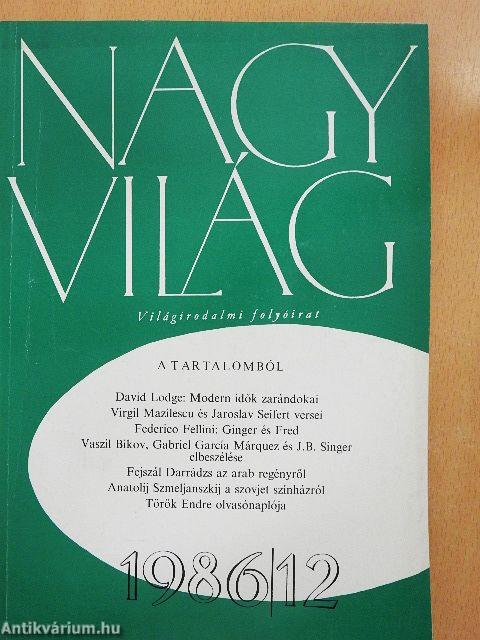 NAGY
VILÁG
Világirodalmi folyóirat
A TARTALOMBÓL
David Lodge: Modern idők zarándokai
Virgil Mazilescu és Jaroslav Seifert versei
Federico Fellini: Ginger és Fred
Vaszil Bikov, Gabriel García Márquez és J.B. Singer
elbeszélése
Fejszál Darrádzs az arab regényről
Anatolij Szmeljanszkij a szovjet színházról
Török Endre olvasónaplója
1986/12
Antikvárium.hu